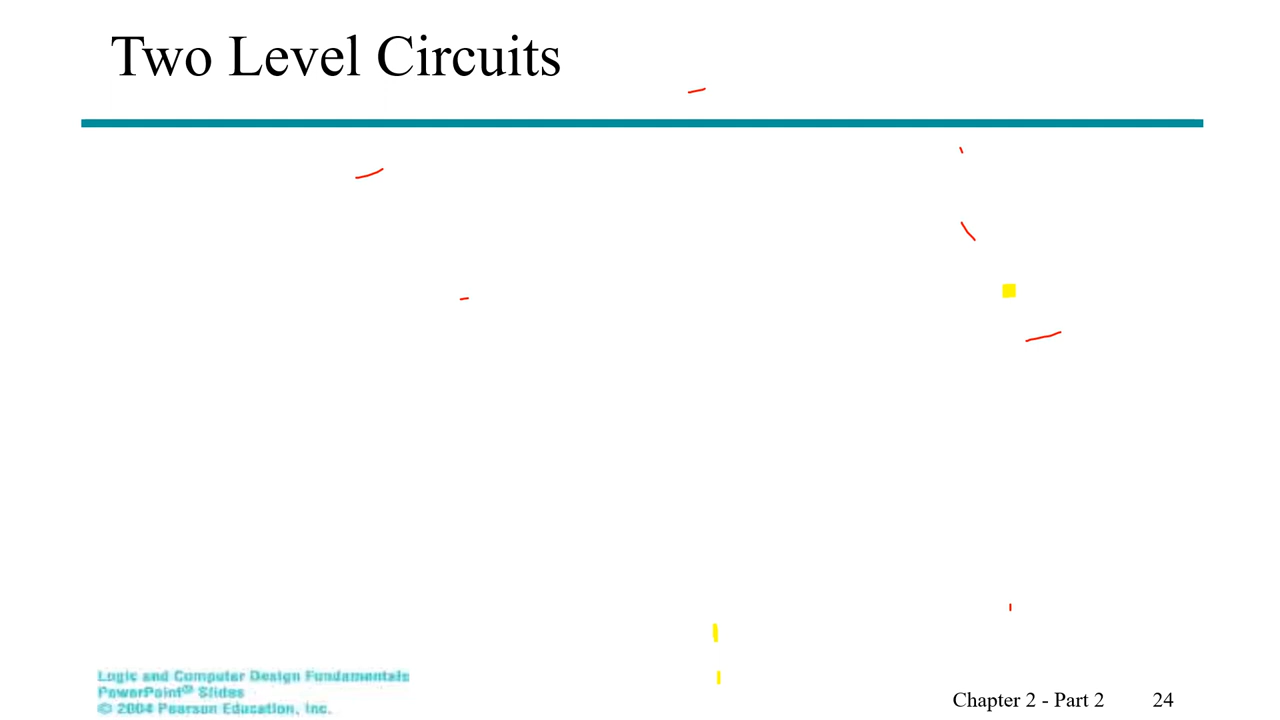 Two Level Circuits
Logic and Computer Design Fundamentals
PowerPoint® Slides
© 2004 Pearson Education, Inc.
Chapter 2 - Part 2 24